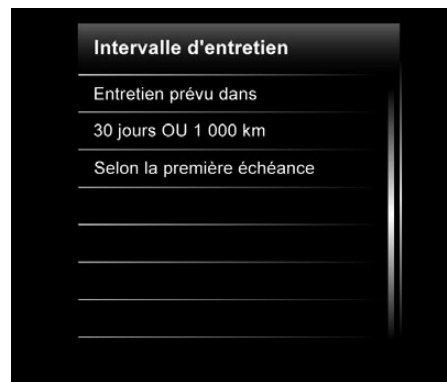 Intervalle d'entretien
Entretien prévu dans
30 jours OU 1 000 km
Selon la première échéance